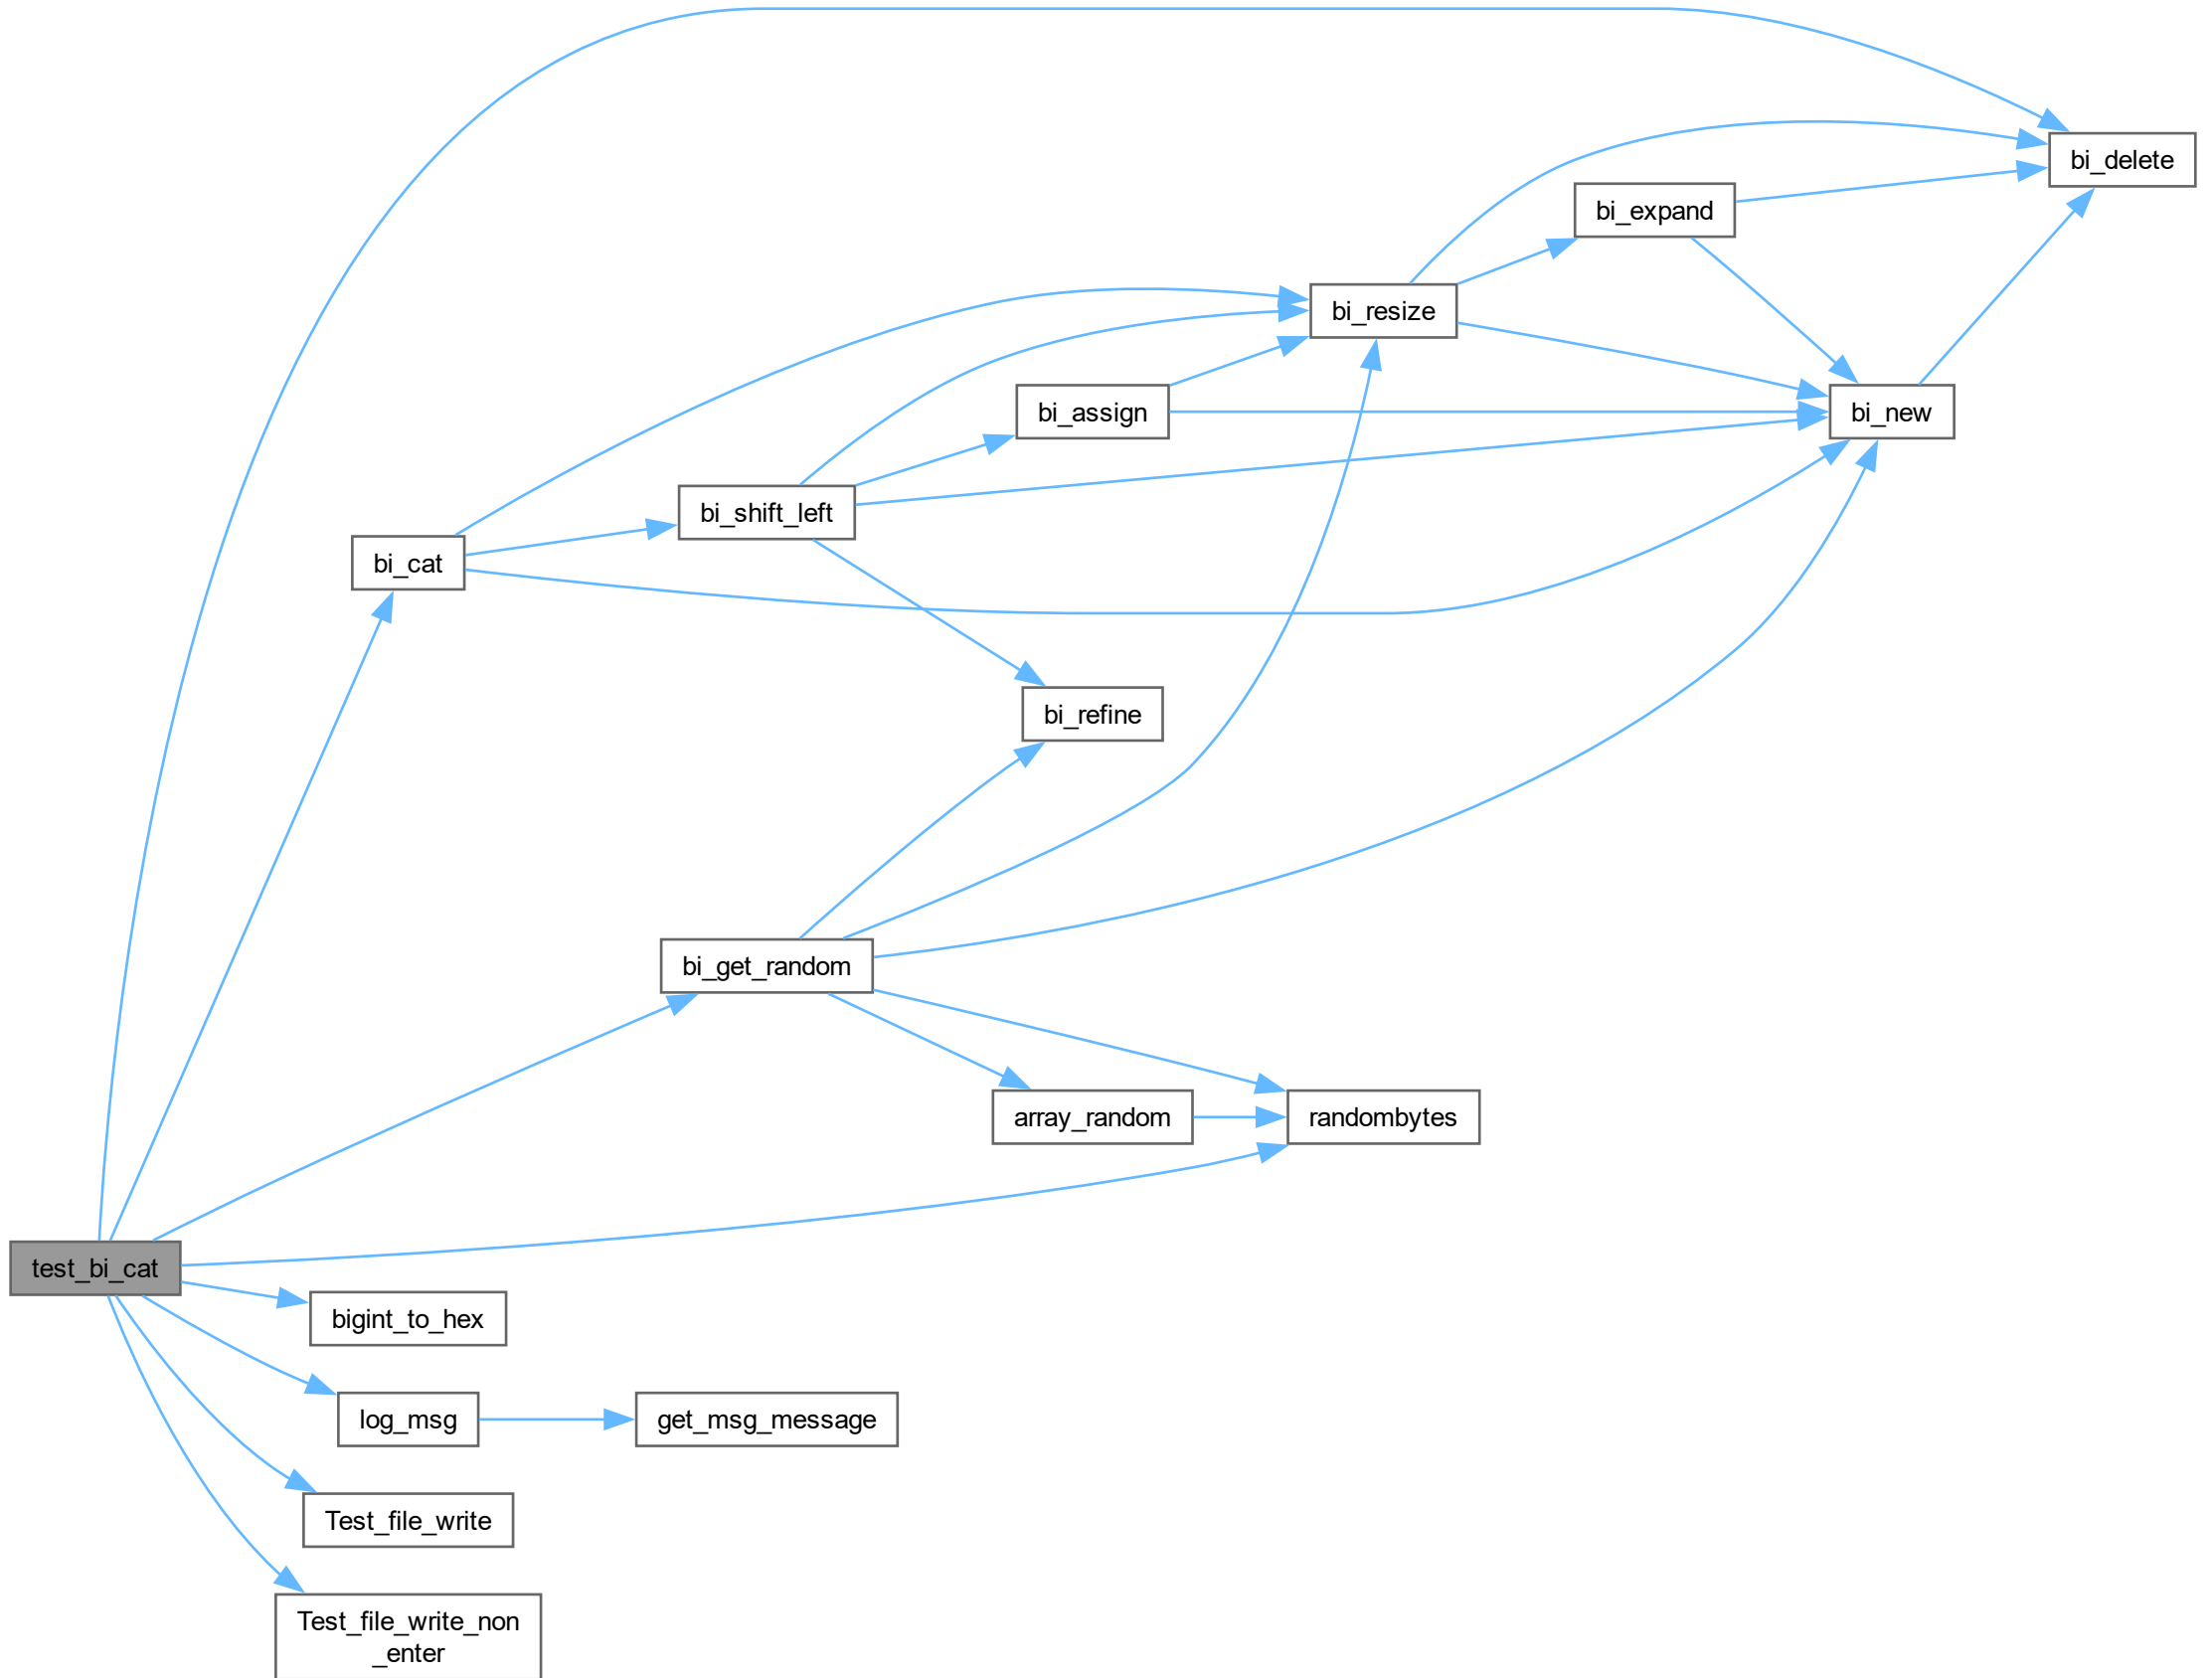 bi_delete
bi_expand
bi_resize
bi_assign
bi_new
bi_shift_left
bi_cat
bi_refine
bi_get_random
array_random
randombytes
test_bi_cat
bigint_to_hex
log_msg
get_msg_message
Test_file_write
Test_file_write_non
_enter